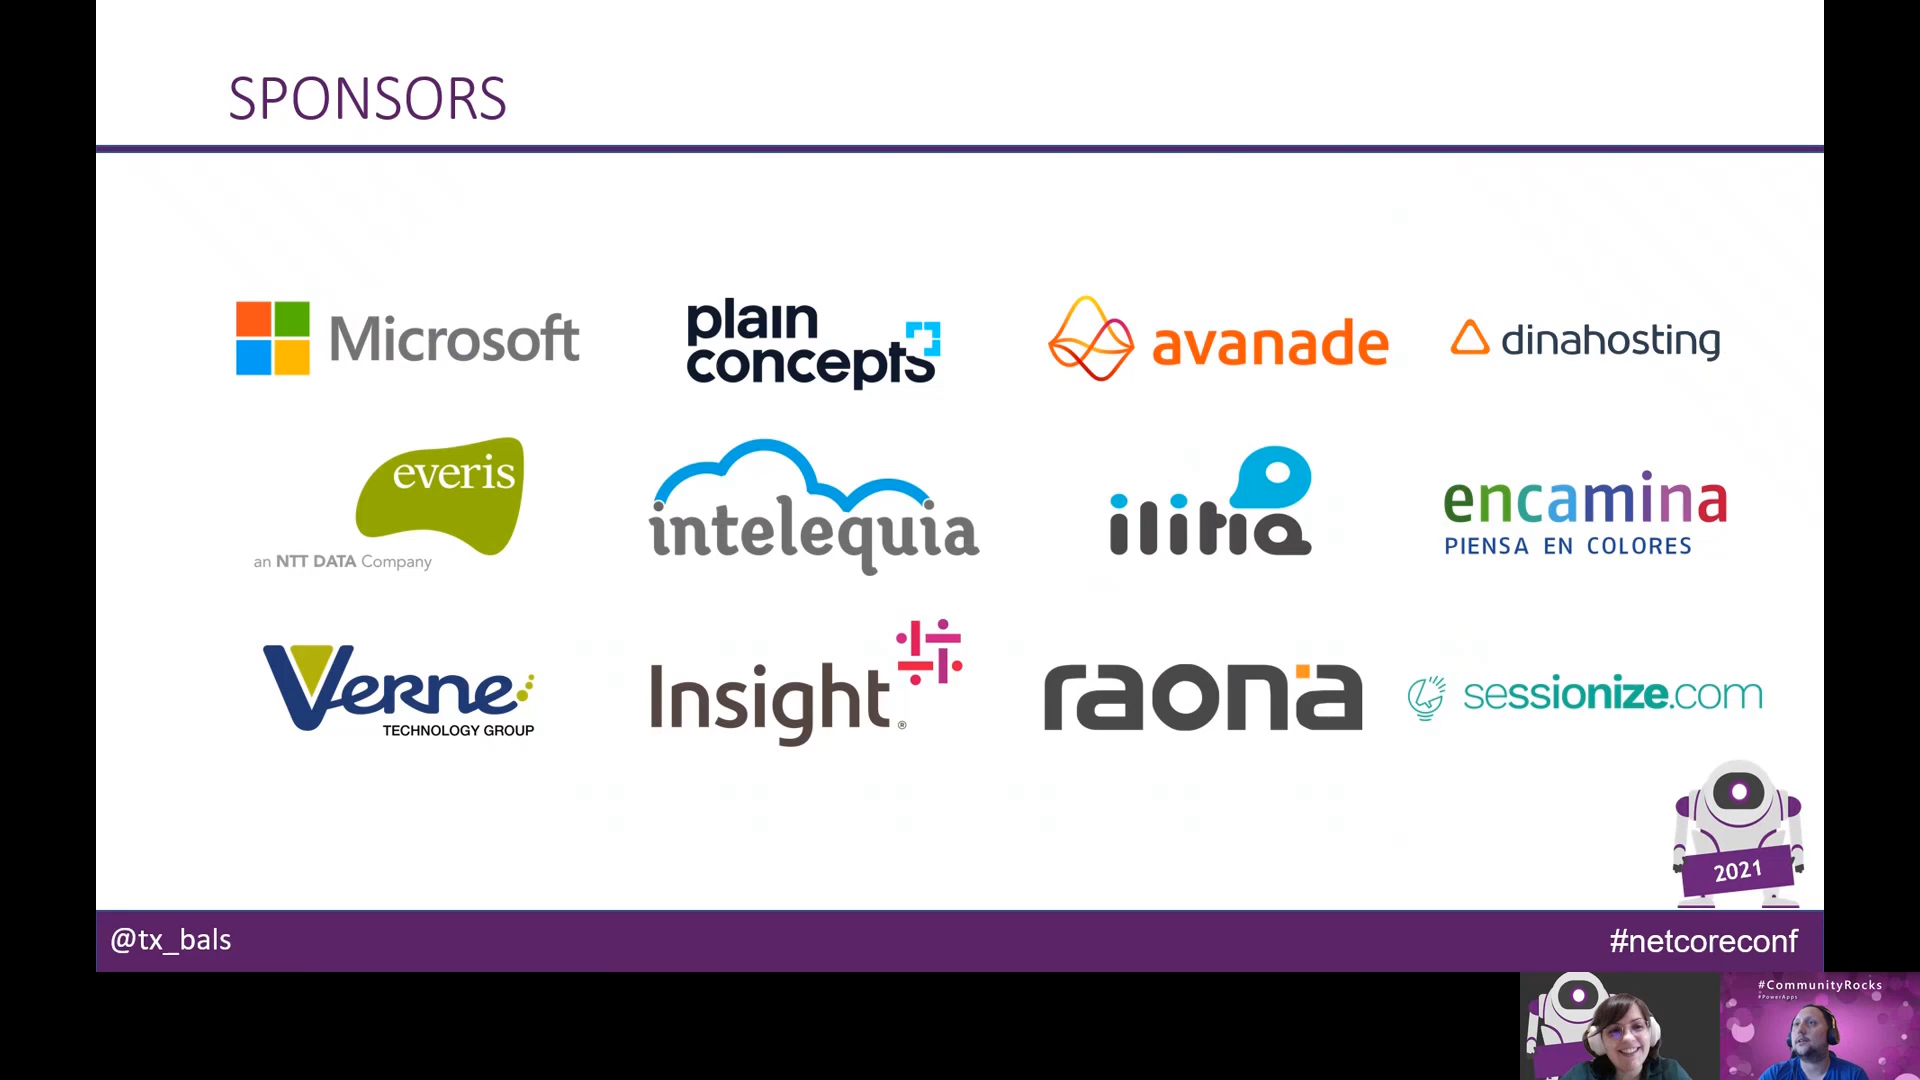 SPONSORS
Microsoft
plain
concepts
avanade
dinahosting
everis
an NTT DATA Company
intelequia
ilitia
encamina
PIENSA EN COLORES
VERNE
TECHNOLOGY GROUP
Insight®
raona
sessionize.com
2021
@tx_bals
#netcoreconf
#CommunityRocks
#PowerApps